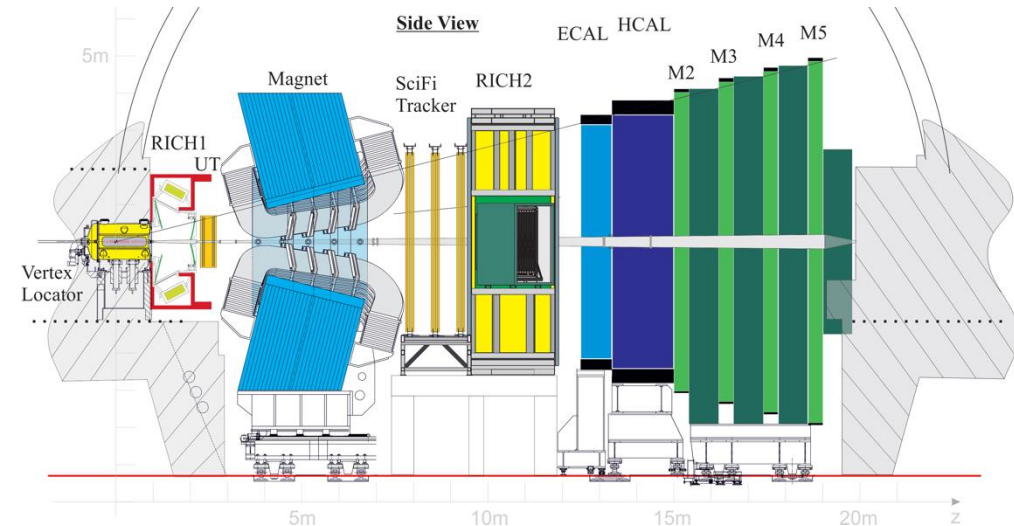 Side View
ECAL
HCAL
M5
M4
M3
M2
5m
Magnet
SciFi
Tracker
RICH2
RICH1
UT
Vertex
Locator
5m
10m
15m
20m
z